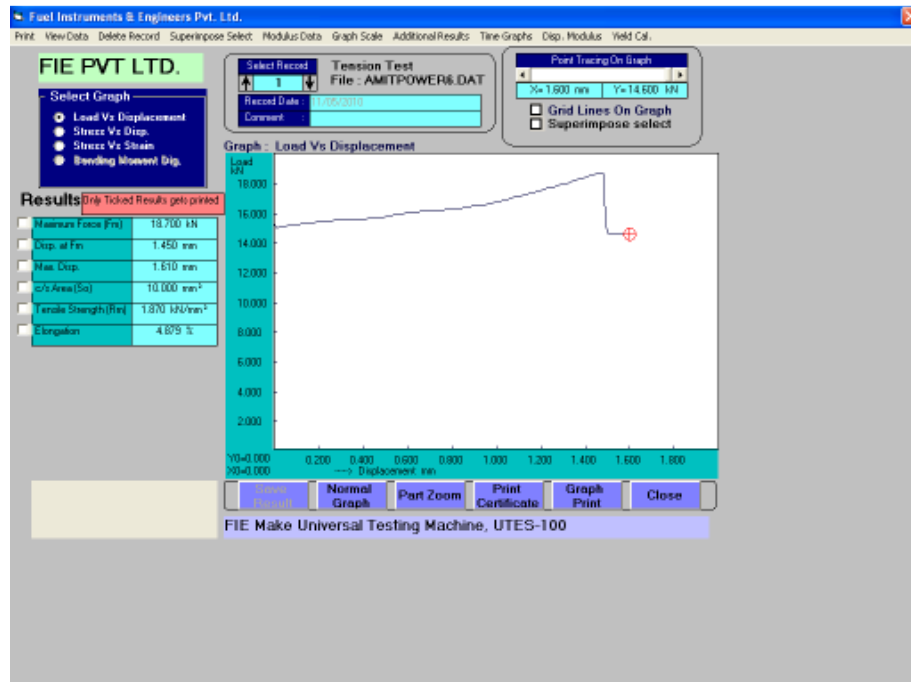 Fuel Instruments & Engineers Pvt. Ltd.
Print View Data Delete Record Superimpose Select Modulus Data Graph Scale Additional Results Time Graphs Disp. Modulus Yield Cal.
FIE PVT LTD.
Select Graph
Load Vs Displacement
Stress Vs Disp.
Stress Vs Strain
Bending Moment Dig.
Select Record
1
Tension Test
File : AMITPOWER6.DAT
Record Date : 11/05/2010
Comment :
Point Tracing On Graph
X= 1.600 mm Y= 14.600 kN
Grid Lines On Graph
Superimpose select
Results Only Ticked Results gets printed
Maximum Force (Fm) 18.700 kN
Disp. at Fm 1.450 mm
Max. Disp. 1.610 mm
c/s Area (So) 10.000 mm²
Tensile Strength (Rm) 1.870 kN/mm²
Elongation 4.879 %
Graph : Load Vs Displacement
Load
kN
18.000
16.000
14.000
12.000
10.000
8.000
6.000
4.000
2.000
Y0=0.000 0.200 0.400 0.600 0.800 1.000 1.200 1.400 1.600 1.800
X0=0.000 ---> Displacement mm
Save Result
Normal Graph
Part Zoom
Print Certificate
Graph Print
Close
FIE Make Universal Testing Machine, UTES-100